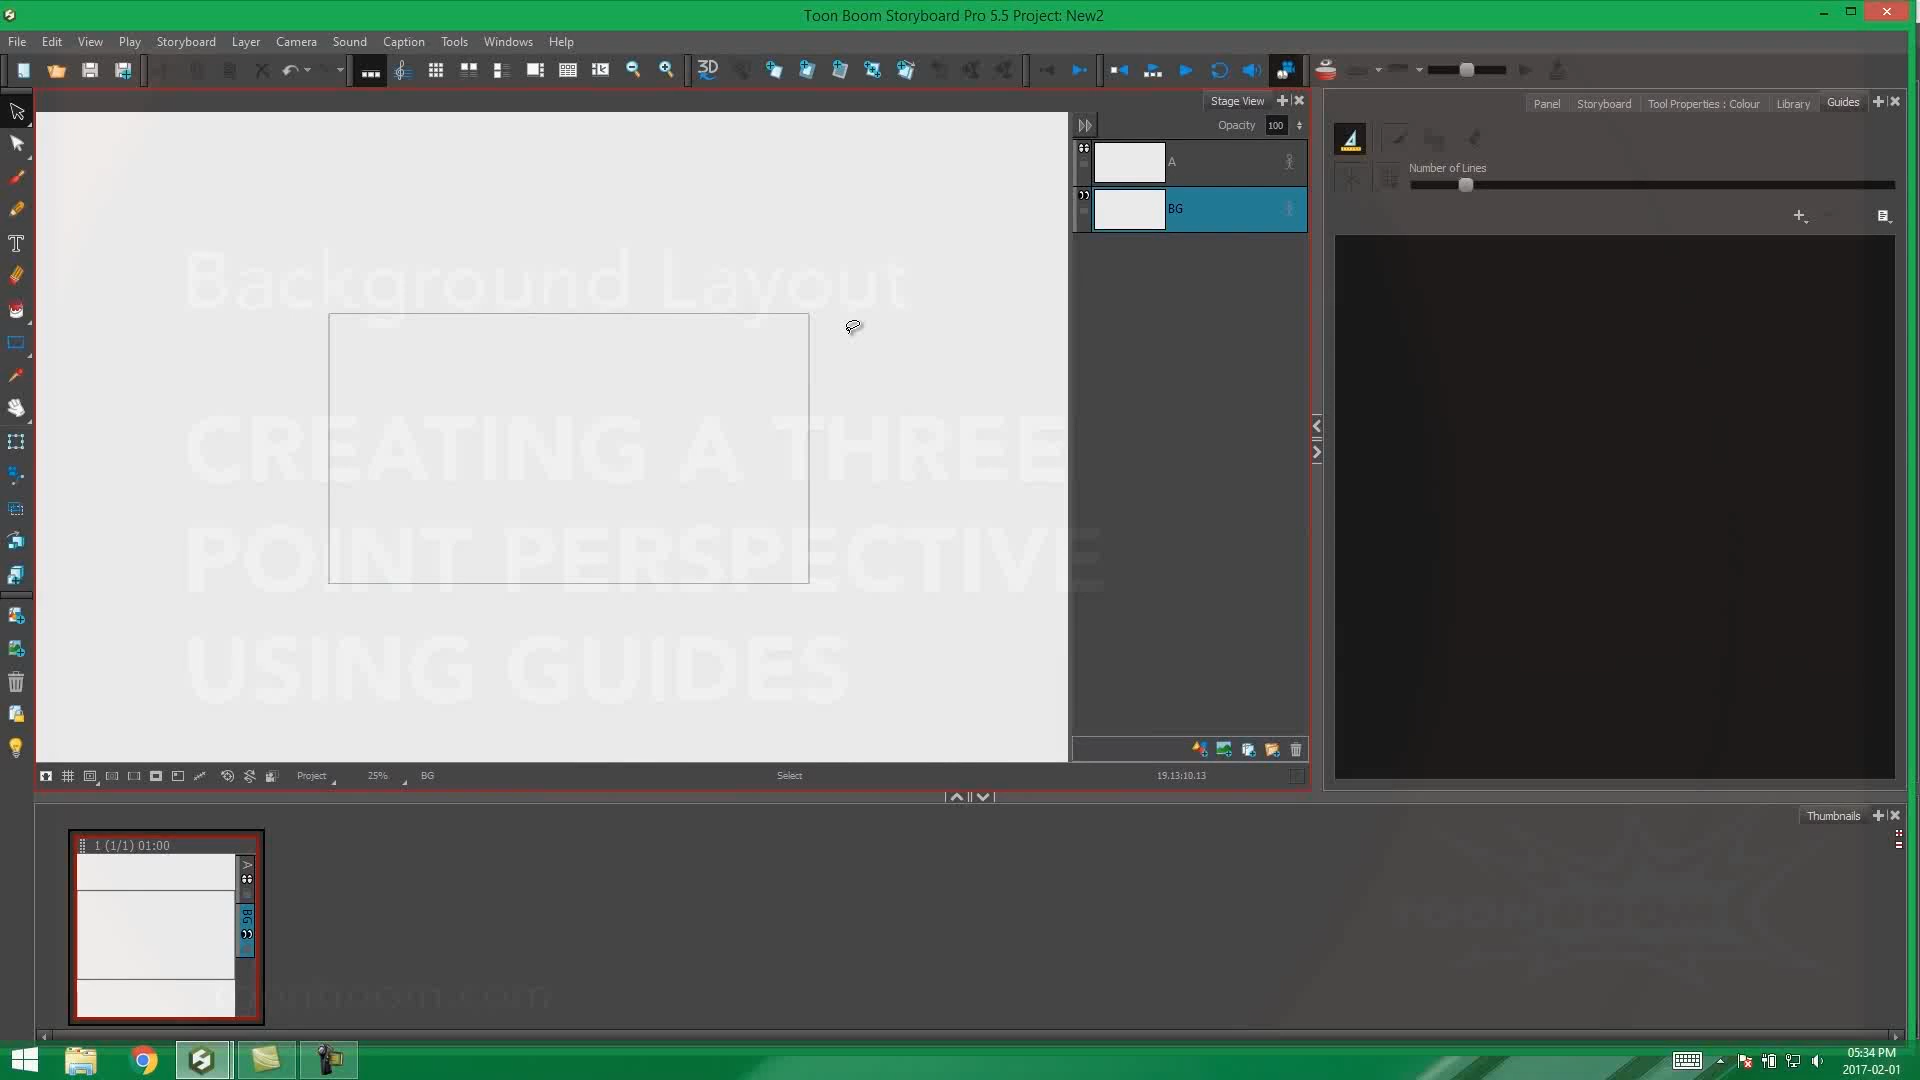 Toon Boom Storyboard Pro 5.5 Project: New2
File Edit View Play Storyboard Layer Camera Sound Caption Tools Windows Help
3D
Stage View
Opacity 100
A
BG
Panel Storyboard Tool Properties : Colour Library Guides
Number of Lines
Background Layout
CREATING A THREE
POINT PERSPECTIVE
USING GUIDES
Project 25% BG Select 19.13:10.13
Thumbnails
1 (1/1) 01:00
A
BG
05:34 PM
2017-02-01